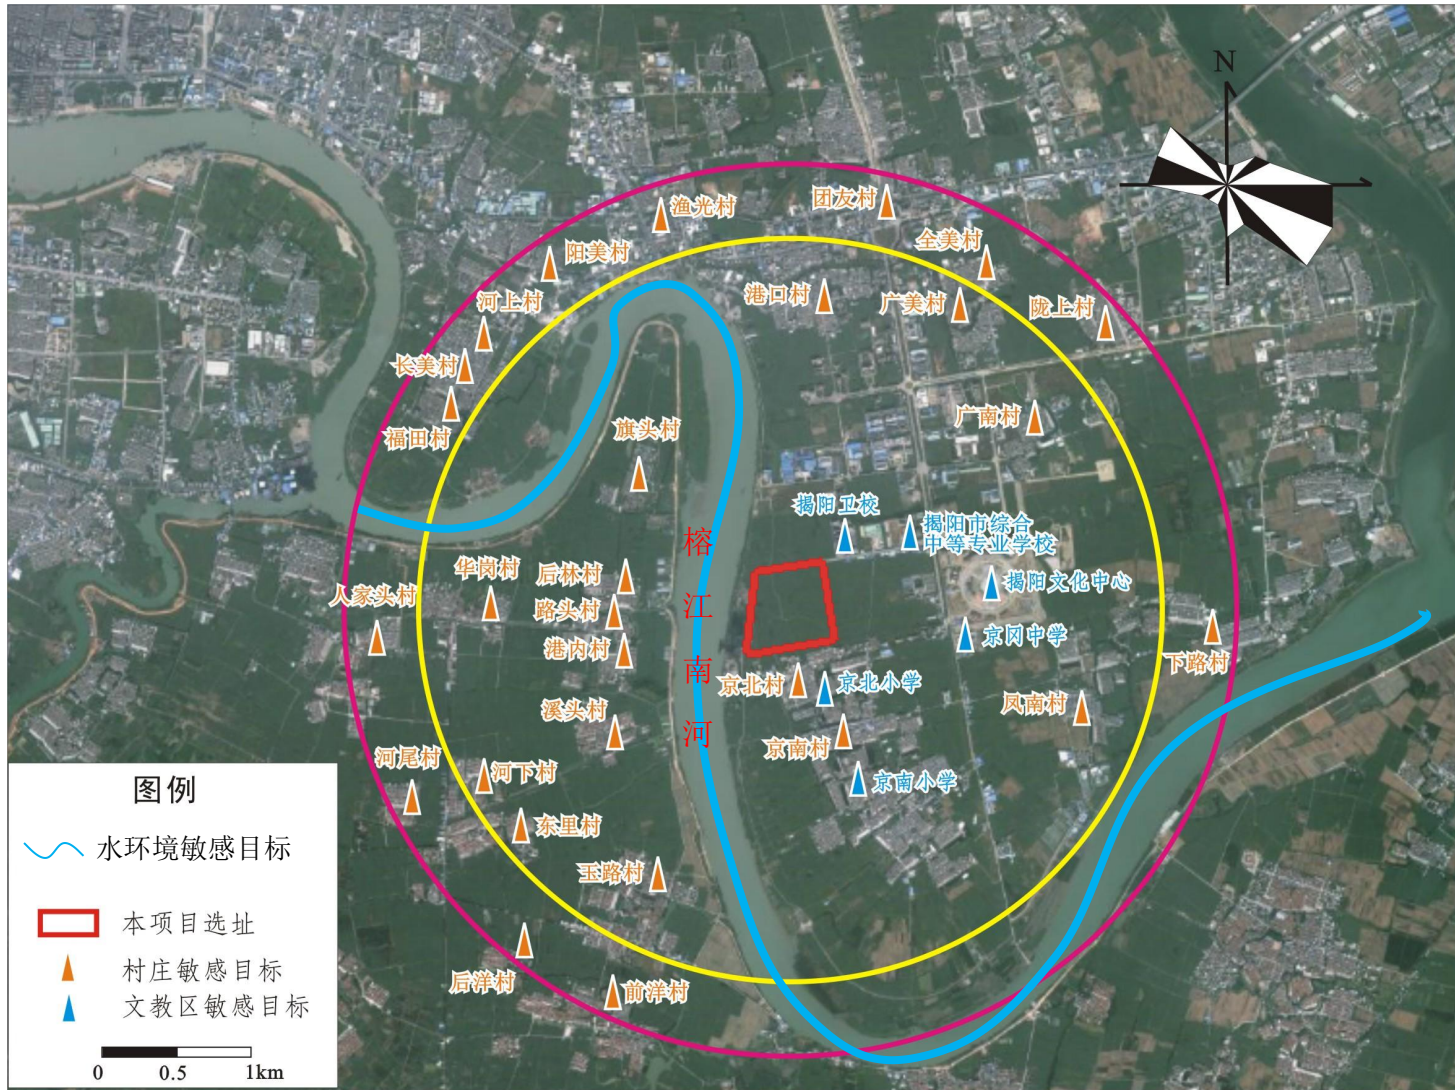 N
渔光村
团友村
阳美村
全美村
港口村
广美村
陇上村
河上村
长美村
福田村
旗头村
广南村
揭阳卫校
揭阳市综合
中等专业学校
华岗村
后林村
揭阳文化中心
人家头村
路头村
港内村
京冈中学
下路村
京北村
京北小学
凤南村
溪头村
京南村
河尾村
河下村
京南小学
东里村
玉路村
后洋村
前洋村
榕
江
南
河
图例
水环境敏感目标
本项目选址
村庄敏感目标
文教区敏感目标
0 0.5 1km